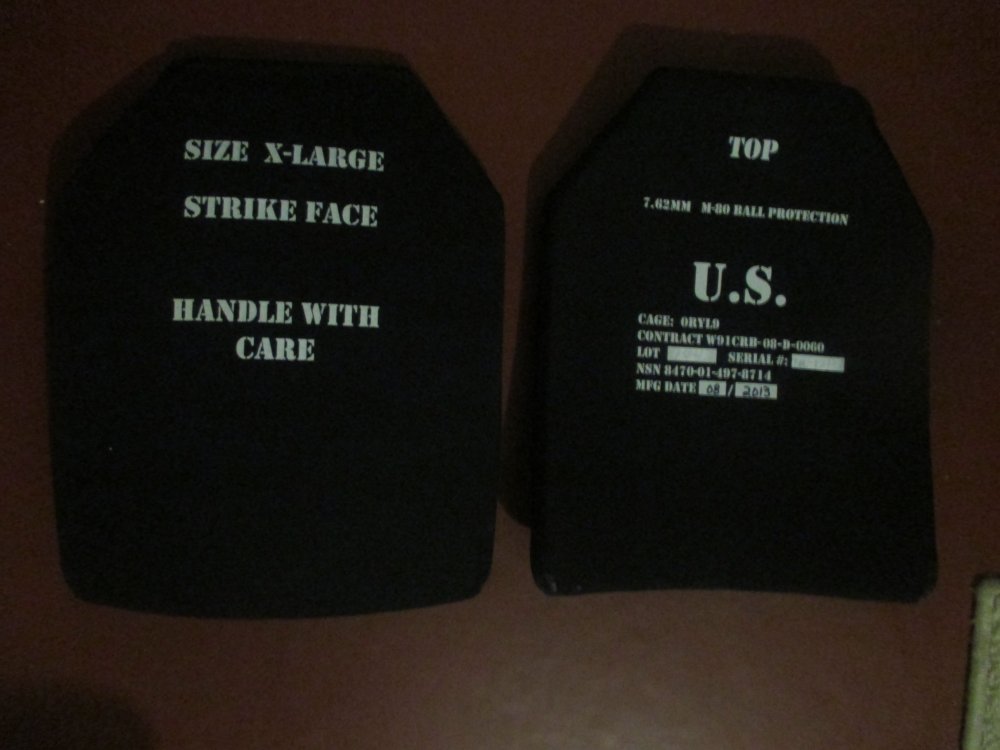 SIZE X-LARGE
STRIKE FACE
HANDLE WITH
CARE
TOP
7.62MM M-80 BALL PROTECTION
U.S.
CAGE: 0RYL9
CONTRACT W91CRB-08-D-0060
LOT SERIAL #:
NSN 8470-01-497-8714
MFG DATE 08 / 2013